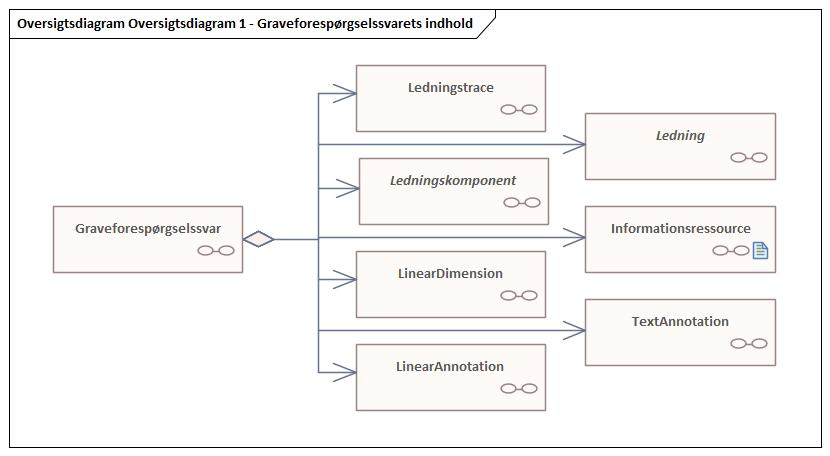 Oversigtsdiagram Oversigtsdiagram 1 - Graveforespørgselssvarets indhold
Ledningstrace
Ledning
Ledningskomponent
Graveforespørgselssvar
Informationsressource
LinearDimension
TextAnnotation
LinearAnnotation